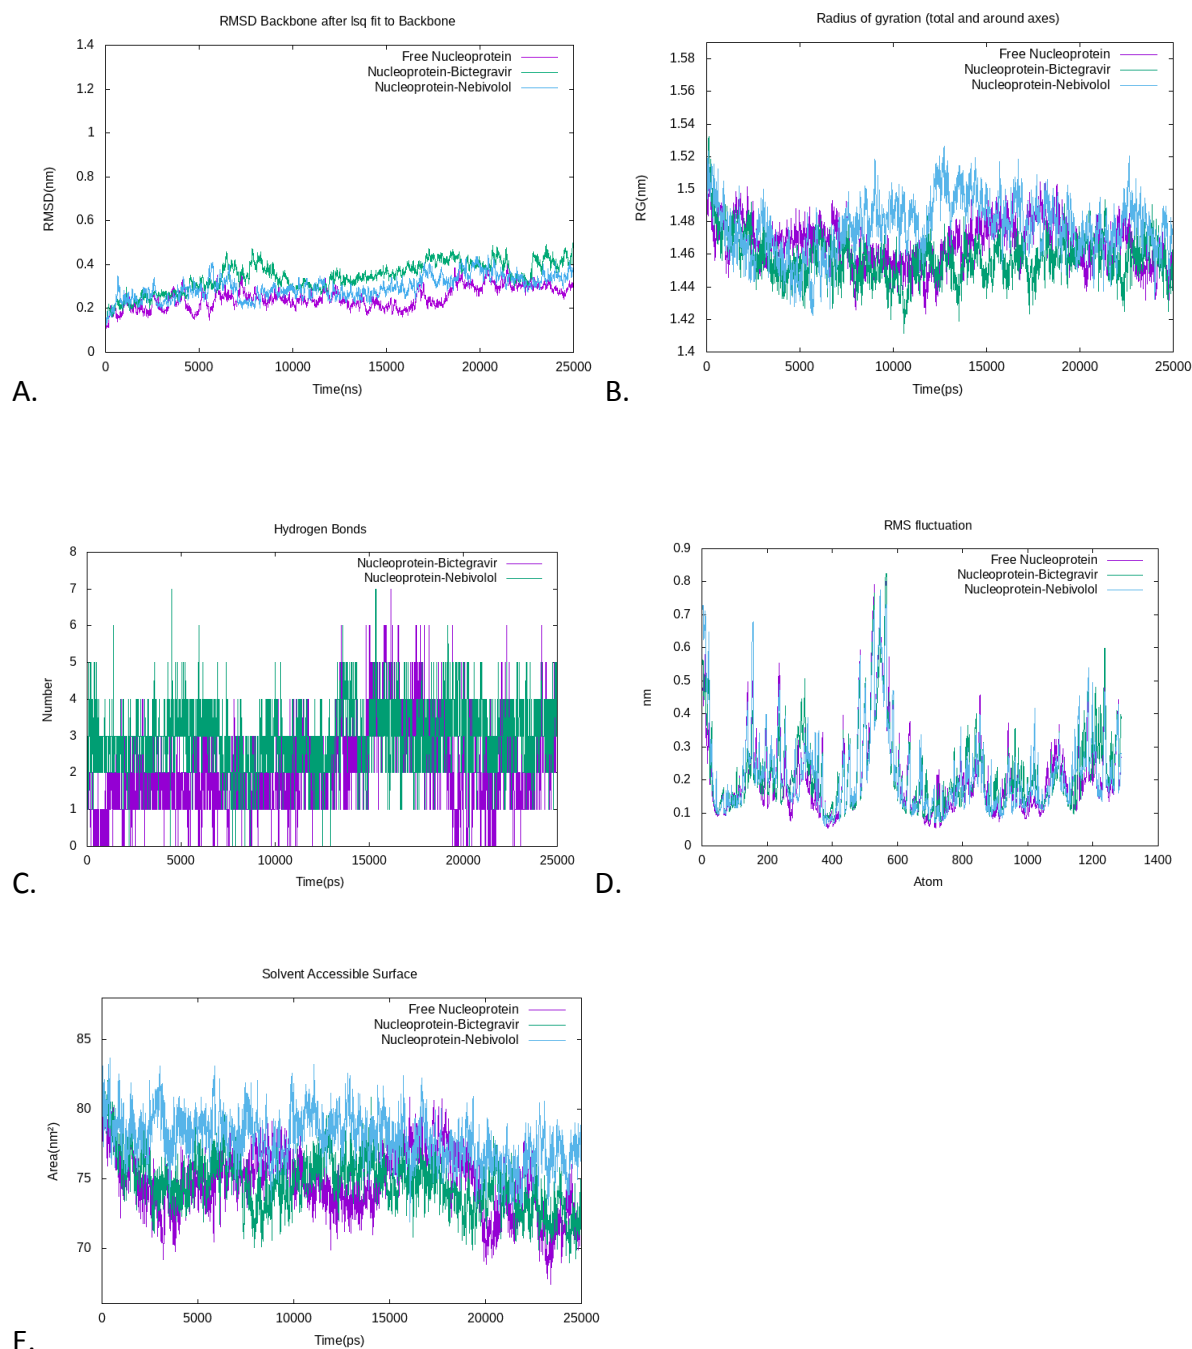 RMSD Backbone after lsq fit to Backbone
1.4
1.2
1
0.8
0.6
0.4
0.2
0
RMSD(nm)
Free Nucleoprotein
Nucleoprotein-Bictegravir
Nucleoprotein-Nebivolol
0 5000 10000 15000 20000 25000
Time(ns)
A.
Radius of gyration (total and around axes)
1.58
1.56
1.54
1.52
1.5
1.48
1.46
1.44
1.42
1.4
RG(nm)
Free Nucleoprotein
Nucleoprotein-Bictegravir
Nucleoprotein-Nebivolol
0 5000 10000 15000 20000 25000
Time(ps)
B.
Hydrogen Bonds
8
7
6
5
4
3
2
1
0
Number
Nucleoprotein-Bictegravir
Nucleoprotein-Nebivolol
0 5000 10000 15000 20000 25000
Time(ps)
C.
RMS fluctuation
0.9
0.8
0.7
0.6
0.5
0.4
0.3
0.2
0.1
0
nm
Free Nucleoprotein
Nucleoprotein-Bictegravir
Nucleoprotein-Nebivolol
0 200 400 600 800 1000 1200 1400
Atom
D.
Solvent Accessible Surface
85
80
75
70
Area(nm²)
Free Nucleoprotein
Nucleoprotein-Bictegravir
Nucleoprotein-Nebivolol
0 5000 10000 15000 20000 25000
Time(ps)